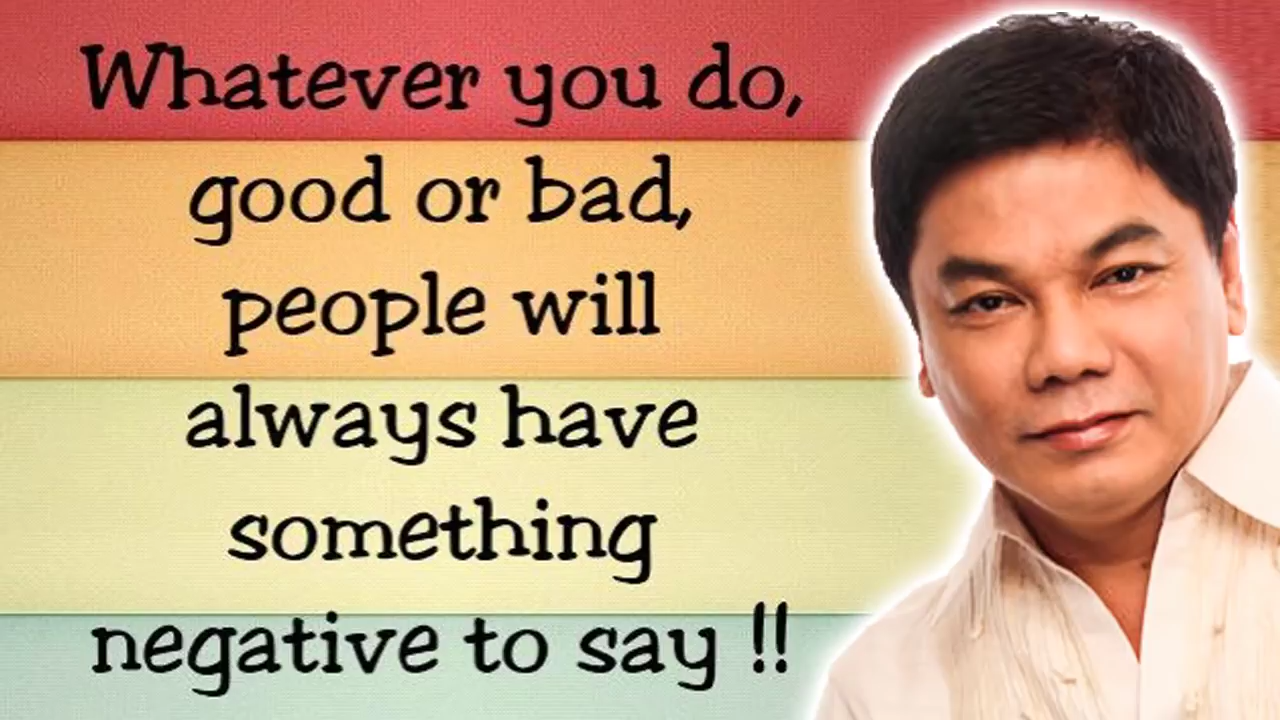 Whatever you do,
good or bad,
people will
always have
something
negative to say !!